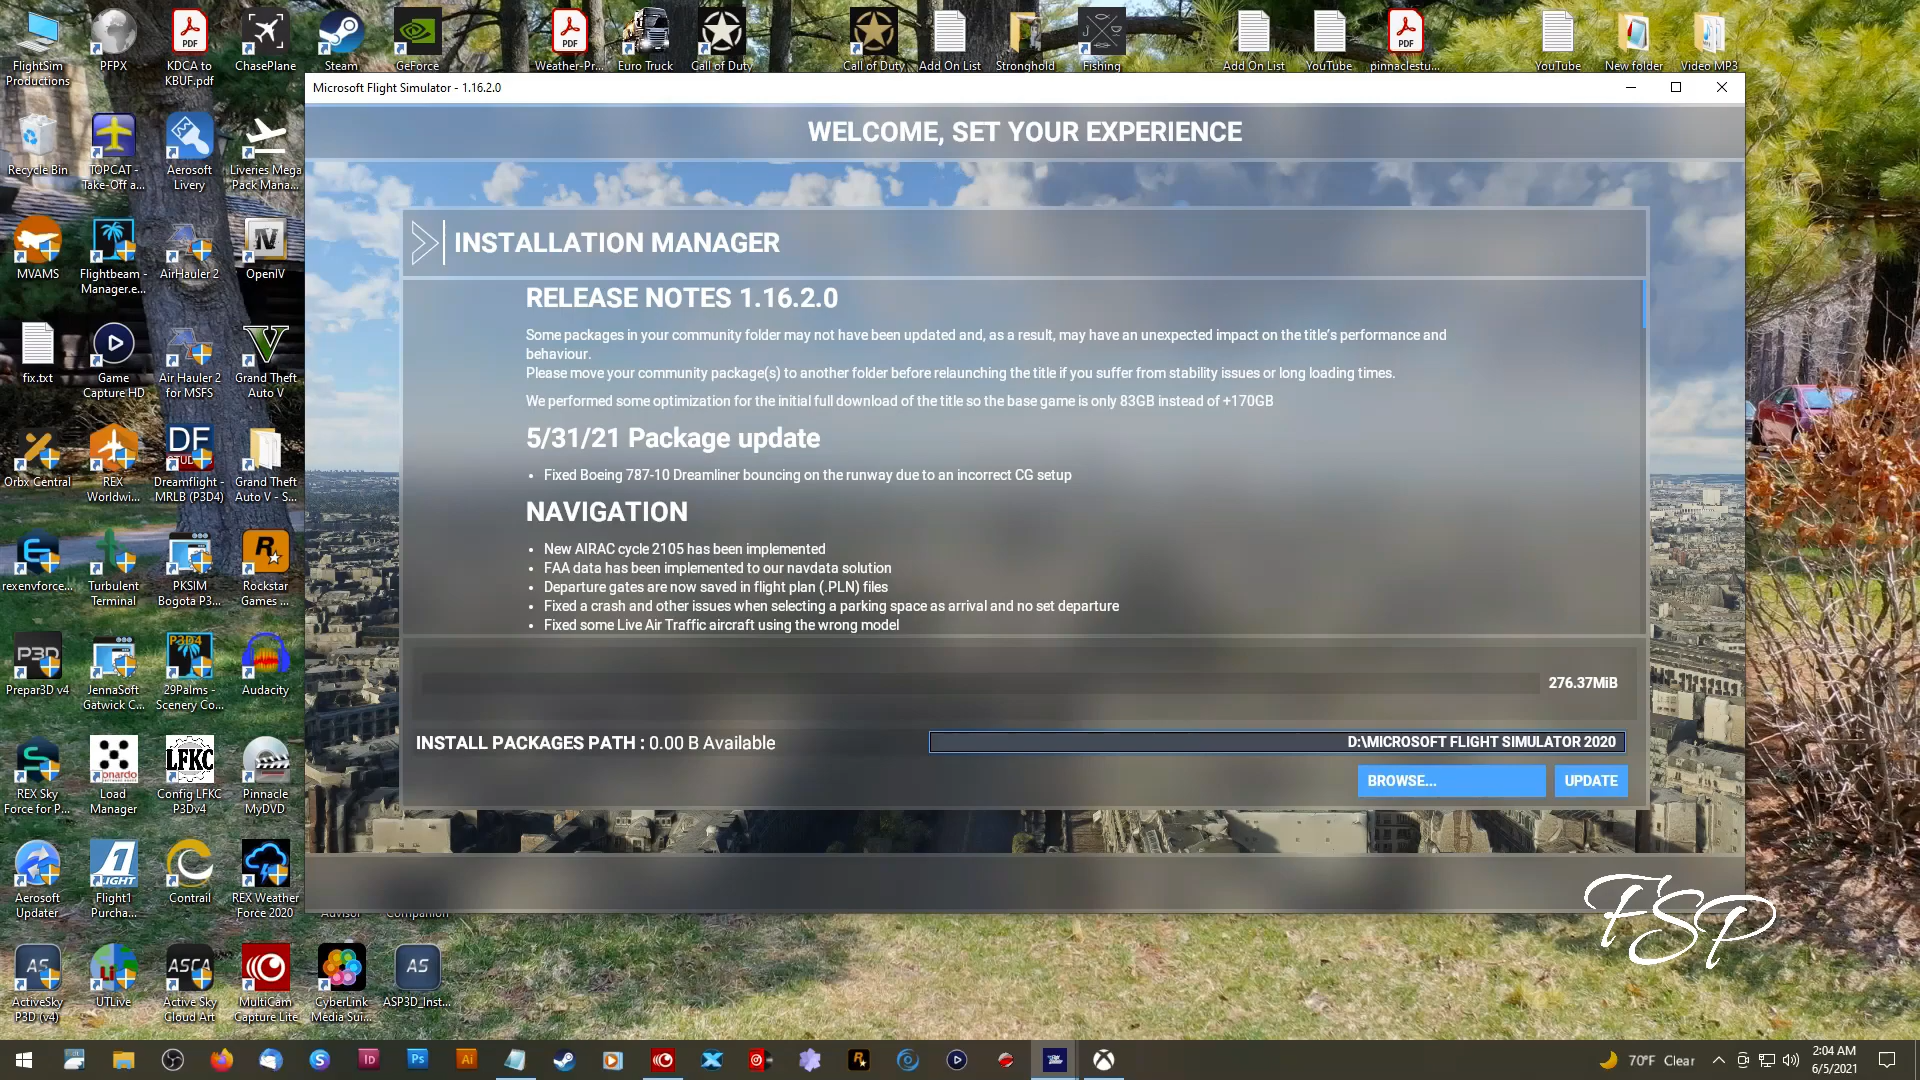 FlightSim
Productions
PFPX
KDCA to
KBUF.pdf
ChasePlane
Steam
GeForce
Weather-Pr...
Euro Truck
Call of Duty
Call of Duty
Add On List
Stronghold
Fishing
Add On List
YouTube
pinnaclestu...
YouTube
New folder
Video MP3
Microsoft Flight Simulator - 1.16.2.0
WELCOME, SET YOUR EXPERIENCE
INSTALLATION MANAGER
RELEASE NOTES 1.16.2.0
Some packages in your community folder may not have been updated and, as a result, may have an unexpected impact on the title's performance and
behaviour.
Please move your community package(s) to another folder before relaunching the title if you suffer from stability issues or long loading times.
We performed some optimization for the initial full download of the title so the base game is only 83GB instead of +170GB
5/31/21 Package update
• Fixed Boeing 787-10 Dreamliner bouncing on the runway due to an incorrect CG setup
NAVIGATION
• New AIRAC cycle 2105 has been implemented
• FAA data has been implemented to our navdata solution
• Departure gates are now saved in flight plan (.PLN) files
• Fixed a crash and other issues when selecting a parking space as arrival and no set departure
• Fixed some Live Air Traffic aircraft using the wrong model
276.37MiB
INSTALL PACKAGES PATH : 0.00 B Available
D:\MICROSOFT FLIGHT SIMULATOR 2020
BROWSE...
UPDATE
Recycle Bin
TOPCAT -
Take-Off a...
Aerosoft
Livery
Liveries Mega
Pack Mana...
MVAMS
Flightbeam -
Manager.e...
AirHauler 2
OpenIV
fix.txt
Game
Capture HD
Air Hauler 2
for MSFS
Grand Theft
Auto V
Orbx Central
REX
Worldwi...
Dreamflight -
MRLB (P3D4)
Grand Theft
Auto V - S...
rexenvforce...
Turbulent
Terminal
PKSIM
Bogota P3...
Rockstar
Games ...
Prepar3D v4
JennaSoft
Gatwick C...
29Palms -
Scenery Co...
Audacity
REX Sky
Force for P...
Load
Manager
Config LFKC
P3Dv4
Pinnacle
MyDVD
Aerosoft
Updater
Flight1
Purcha...
Contrail
REX Weather
Force 2020
Advisor
Companion
ActiveSky
P3D (v4)
UTLive
Active Sky
Cloud Art
MultiCam
Capture Lite
CyberLink
Media Sui...
ASP3D_Inst...
FSP
70°F Clear
2:04 AM
6/5/2021